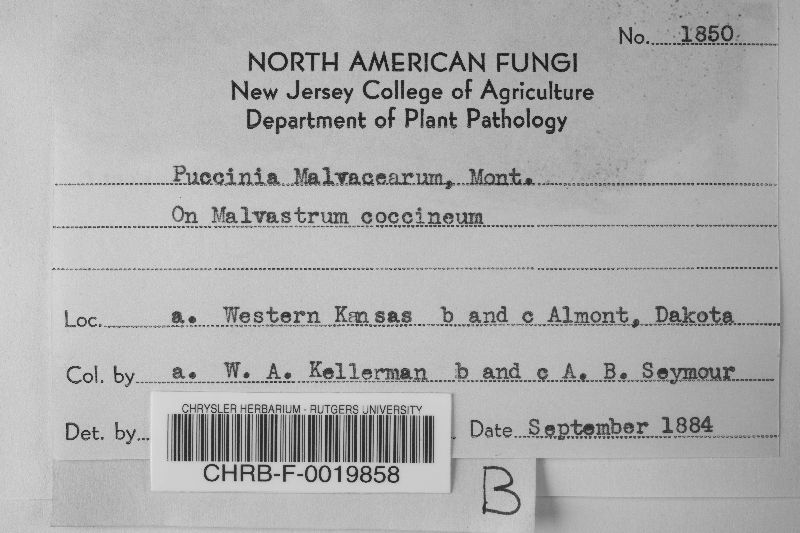 No. 1850
NORTH AMERICAN FUNGI
New Jersey College of Agriculture
Department of Plant Pathology
Puccinia Malvacearum, Mont.
On Malvastrum coccineum
Loc. a. Western Kansas b and c Almont, Dakota
Col. by a. W. A. Kellerman b and c A. B. Seymour
Det. by Date September 1884
CHRYSLER HERBARIUM - RUTGERS UNIVERSITY
CHRB-F-0019858
B